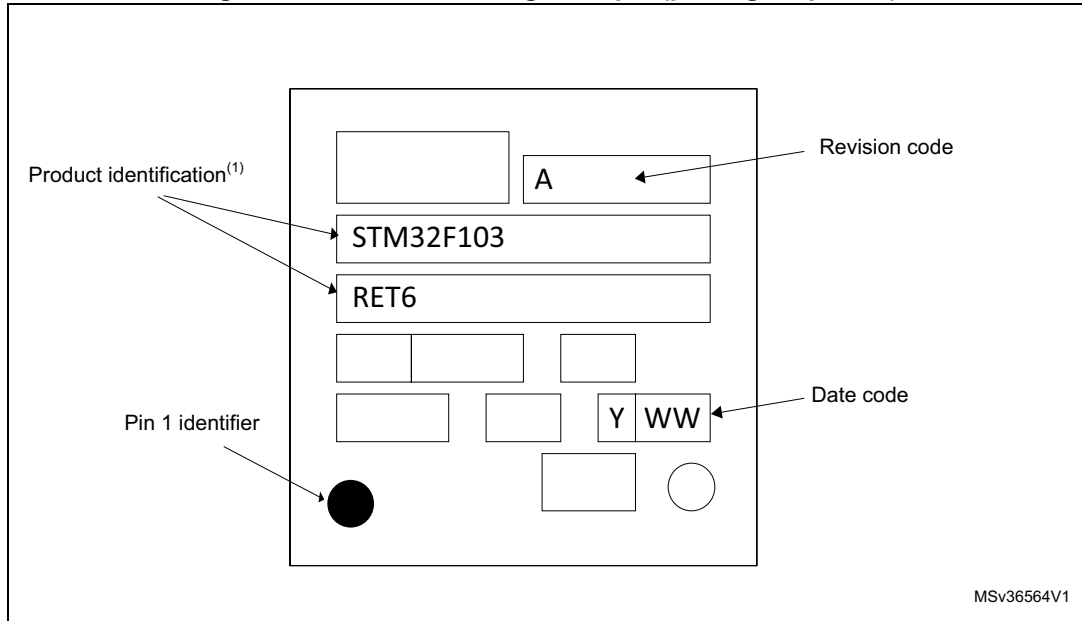 Revision code
Product identification(1)
A
STM32F103
RET6
Date code
Y WW
Pin 1 identifier
MSv36564V1